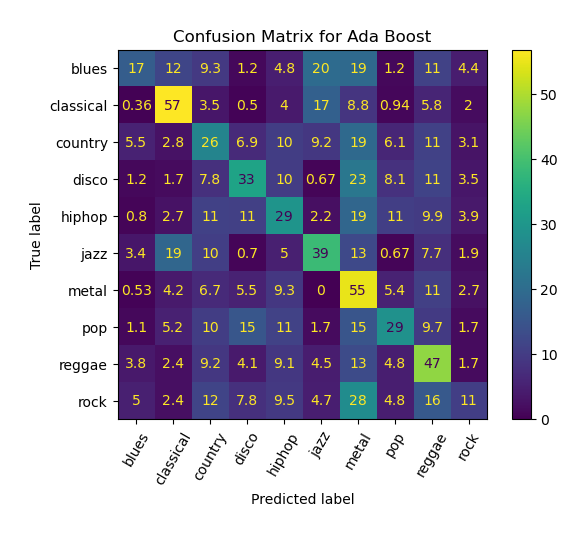 Confusion Matrix for Ada Boost
blues 17 12 9.3 1.2 4.8 20 19 1.2 11 4.4
classical 0.36 57 3.5 0.5 4 17 8.8 0.94 5.8 2
country 5.5 2.8 26 6.9 10 9.2 19 6.1 11 3.1
disco 1.2 1.7 7.8 33 10 0.67 23 8.1 11 3.5
hiphop 0.8 2.7 11 11 29 2.2 19 11 9.9 3.9
jazz 3.4 19 10 0.7 5 39 13 0.67 7.7 1.9
metal 0.53 4.2 6.7 5.5 9.3 0 55 5.4 11 2.7
pop 1.1 5.2 10 15 11 1.7 15 29 9.7 1.7
reggae 3.8 2.4 9.2 4.1 9.1 4.5 13 4.8 47 1.7
rock 5 2.4 12 7.8 9.5 4.7 28 4.8 16 11
blues classical country disco hiphop jazz metal pop reggae rock
Predicted label
True label
50
40
30
20
10
0